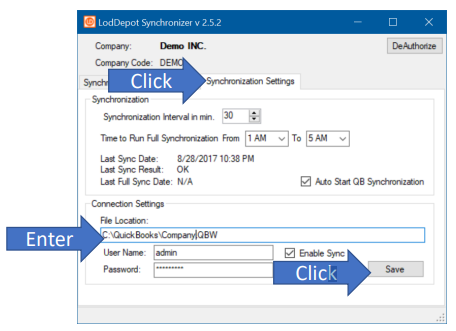 LodDepot Synchronizer v 2.5.2
Company: Demo INC. DeAuthorize
Company Code: DEMO
Click Synchronization Settings
Synchronization
Synchronization Interval in min. 30
Time to Run Full Synchronization From 1 AM To 5 AM
Last Sync Date: 8/28/2017 10:38 PM
Last Sync Result: OK
Last Full Sync Date: N/A Auto Start QB Synchronization
Connection Settings
File Location:
Enter C:\QuickBooks\Company.QBW
User Name: admin Enable Sync
Password: ********* Click Save